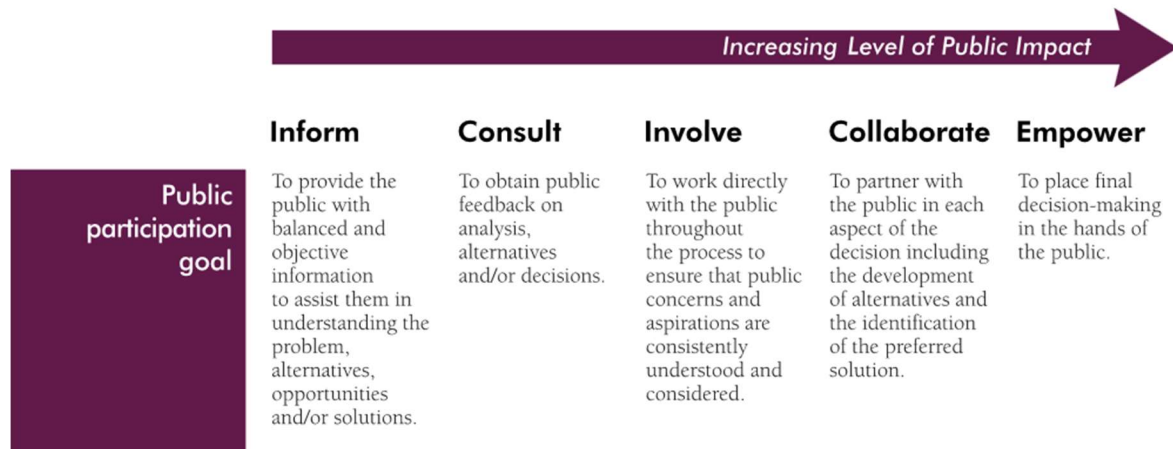 Increasing Level of Public Impact
Inform
Consult
Involve
Collaborate
Empower
Public
participation
goal
To provide the
public with
balanced and
objective
information
to assist them in
understanding the
problem,
alternatives,
opportunities
and/or solutions.
To obtain public
feedback on
analysis,
alternatives
and/or decisions.
To work directly
with the public
throughout
the process to
ensure that public
concerns and
aspirations are
consistently
understood and
considered.
To partner with
the public in each
aspect of the
decision including
the development
of alternatives and
the identification
of the preferred
solution.
To place final
decision-making
in the hands of
the public.